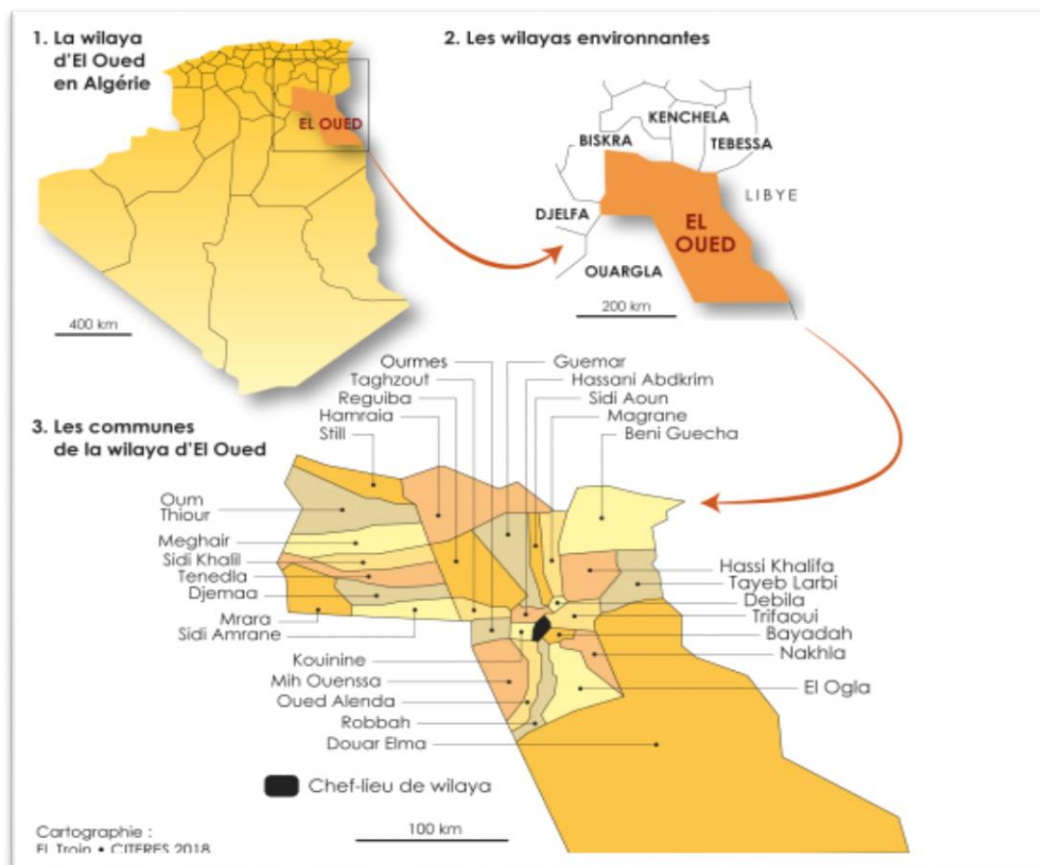 1. La wilaya
d'El Oued
en Algérie
EL OUED
400 km
2. Les wilayas environnantes
KENCHELA
BISKRA
TEBESSA
LIBYE
DJELFA
EL
OUED
OUARGLA
200 km
3. Les communes
de la wilaya d'El Oued
Ourmes
Taghzout
Reguiba
Hamraia
Still
Guemar
Hassani Abdkrim
Sidi Aoun
Magrane
Beni Guecha
Oum
Thiour
Meghair
Sidi Khalil
Tenedla
Djemaa
Mrara
Sidi Amrane
Hassi Khalifa
Tayeb Larbi
Debila
Trifaoui
Bayadah
Nakhla
El Ogla
Kouinine
Mih Ouenssa
Oued Alenda
Robbah
Douar Elma
Chef-lieu de wilaya
100 km
Cartographie :
FL Troin • CITERES 2018